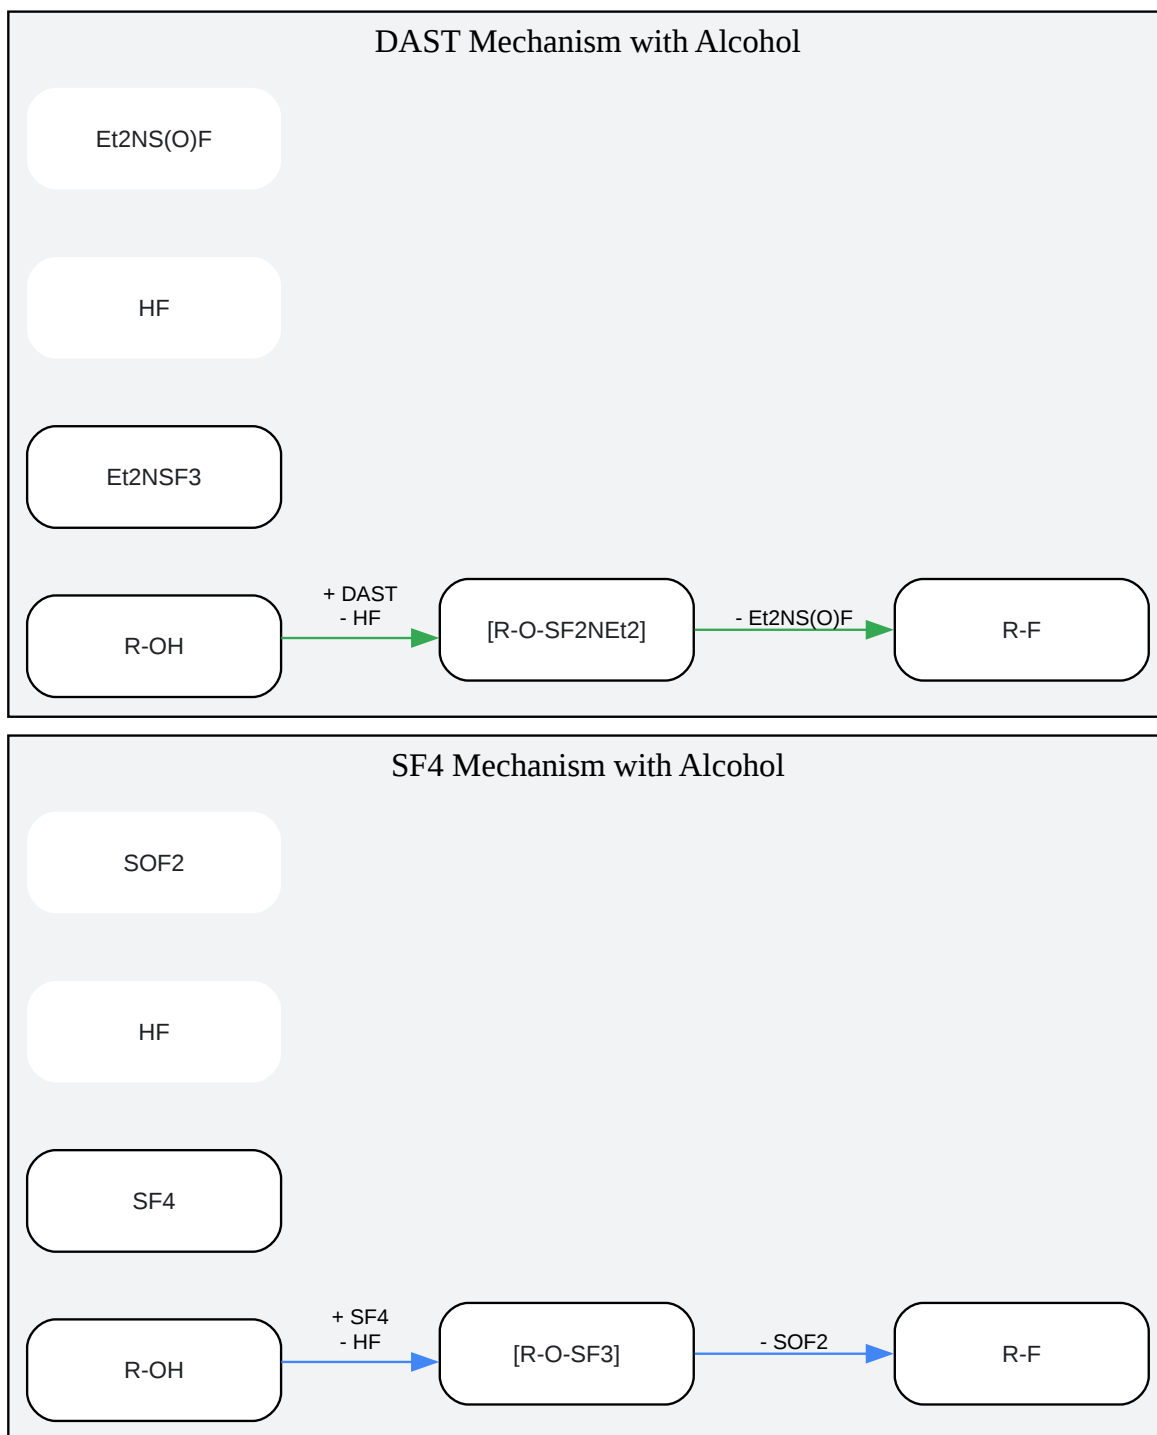 DAST Mechanism with Alcohol
Et2NS(O)F
HF
Et2NSF3
R-OH
+ DAST
- HF
[R-O-SF2NEt2]
- Et2NS(O)F
R-F
SF4 Mechanism with Alcohol
SOF2
HF
SF4
R-OH
+ SF4
- HF
[R-O-SF3]
- SOF2
R-F